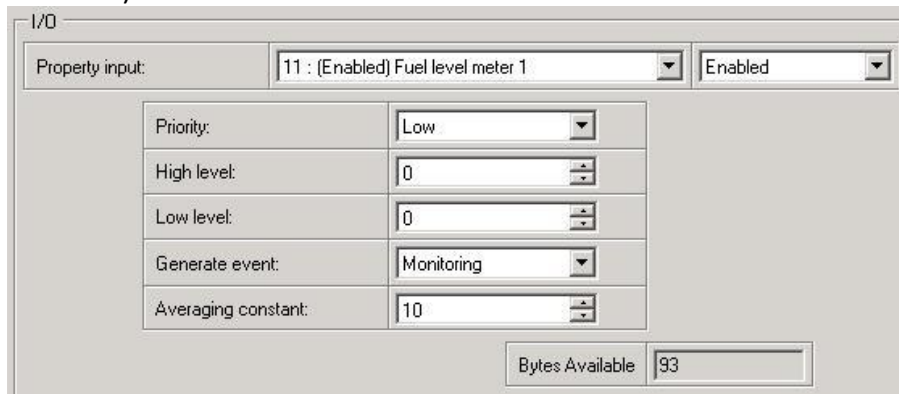 I/O
Property input: 11 : (Enabled) Fuel level meter 1 Enabled
Priority: Low
High level: 0
Low level: 0
Generate event: Monitoring
Averaging constant: 10
Bytes Available 93